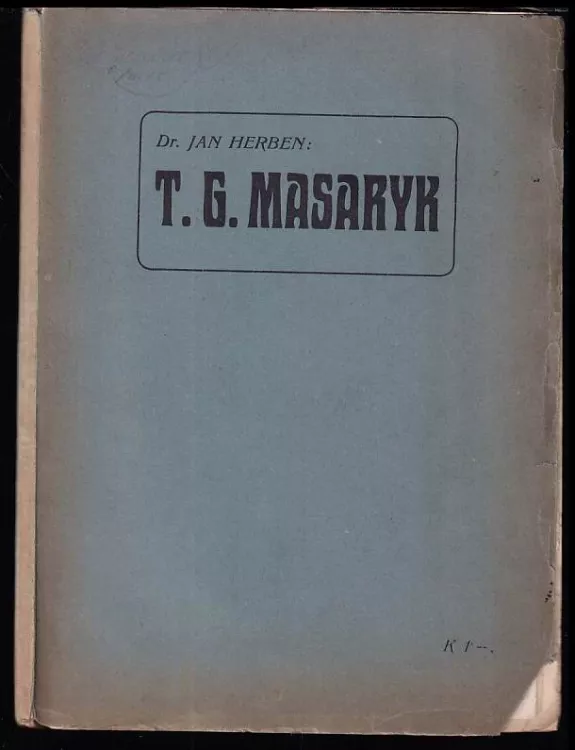 Dr. JAN HERBEN:
T. G. MASARYK
K 1–.